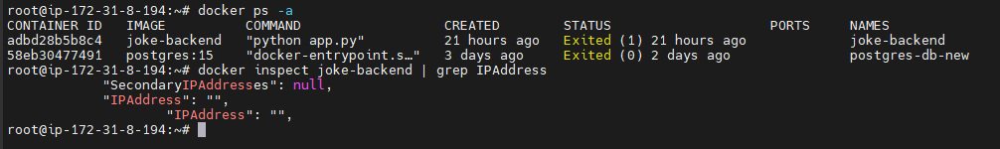 root@ip-172-31-8-194:~# docker ps -a
CONTAINER ID   IMAGE          COMMAND                  CREATED        STATUS                      PORTS     NAMES
adbd28b5b8c4   joke-backend   "python app.py"          21 hours ago   Exited (1) 21 hours ago               joke-backend
58eb30477491   postgres:15    "docker-entrypoint.s…"   3 days ago     Exited (0) 2 days ago                 postgres-db-new
root@ip-172-31-8-194:~# docker inspect joke-backend | grep IPAddress
            "SecondaryIPAddresses": null,
            "IPAddress": "",
                    "IPAddress": "",
root@ip-172-31-8-194:~#